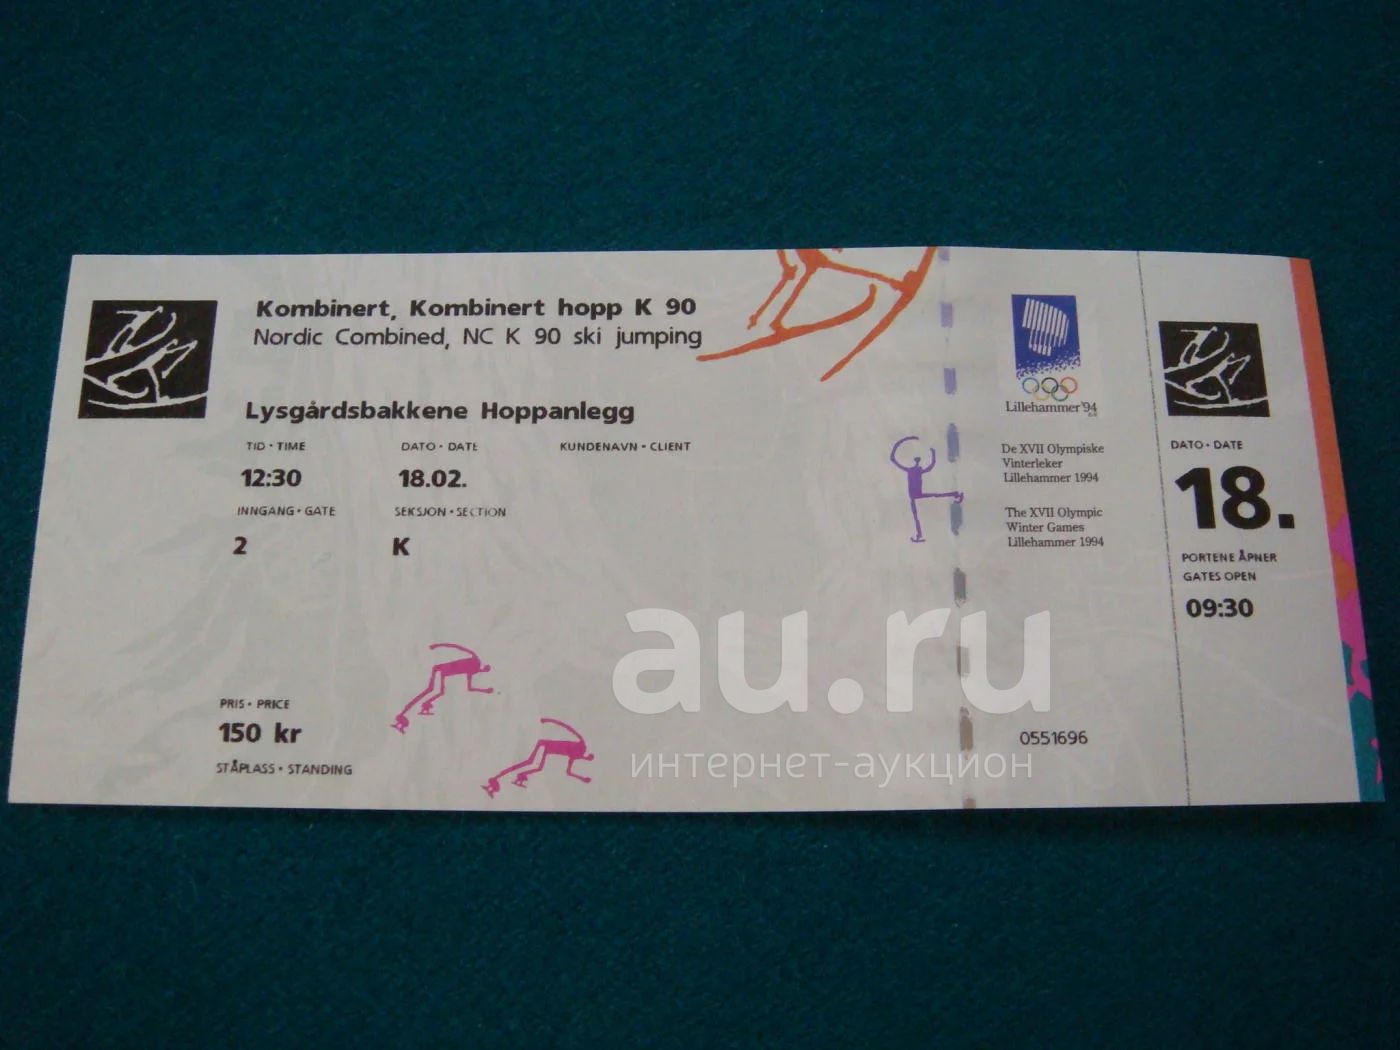 Kombinert, Kombinert hopp K 90
Nordic Combined, NC K 90 ski jumping
Lysgårdsbakkene Hoppanlegg
TID • TIME
12:30
DATO • DATE
18.02.
KUNDENAVN • CLIENT
INNGANG • GATE
2
SEKSJON • SECTION
K
PRIS • PRICE
150 kr
STÅPLASS • STANDING
Lillehammer'94
De XVII Olympiske
Vinterleker
Lillehammer 1994
The XVII Olympic
Winter Games
Lillehammer 1994
0551696
DATO • DATE
18.
PORTENE ÅPNER
GATES OPEN
09:30
au.ru
интернет-аукцион